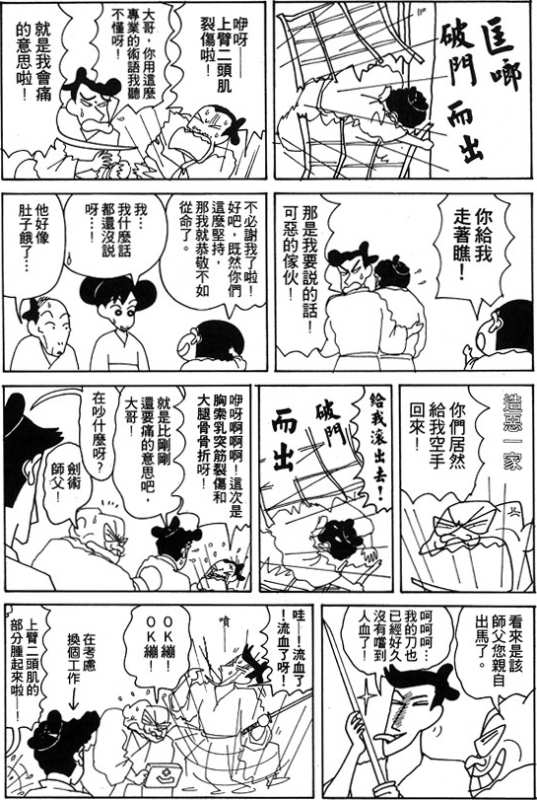 匡啷
破門而出
咿呀──
上臂二頭肌
裂傷啦!
大哥,你用這麼
專業的術語我聽
不懂呀!
就是我會痛
的意思啦!
你給我
走著瞧!
那是我要說的話!
可惡的傢伙!
不必謝我了啦!
好吧,既然你們
這麼堅持,
那我就恭敬不如
從命了。
我…
我什麼話
都還沒說
呀…!
他好像
肚子餓了…
造惡一家
你們居然
給我空手
回來!
給我滾出去!
破門
而出
咿呀啊啊啊!這次是
胸索乳突筋裂傷和
大腿骨骨折呀!
就是比剛剛
還要痛的意思吧,
大哥!
在吵什麼呀?
劍術
師父!
看來是該
師父您親自
出馬了。
呵呵呵…
我的刀也
已經好久
沒有嚐到
人血了!
哇!!流血了
!流血了呀!
噴
OK繃!
OK繃!
在考慮
換個工作
上臂二頭肌的
部分腫起來啦!